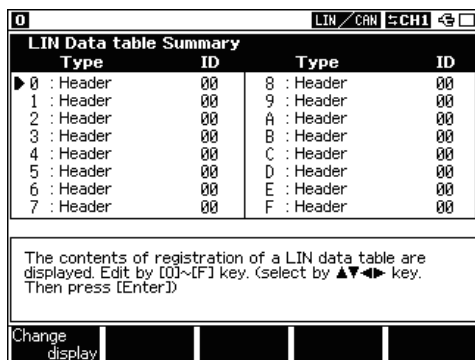 0 LIN/CAN ⇆CH1
LIN Data table Summary
Type ID Type ID
▶0 : Header 00 8 : Header 00
1 : Header 00 9 : Header 00
2 : Header 00 A : Header 00
3 : Header 00 B : Header 00
4 : Header 00 C : Header 00
5 : Header 00 D : Header 00
6 : Header 00 E : Header 00
7 : Header 00 F : Header 00
The contents of registration of a LIN data table are
displayed. Edit by [0]~[F] key. (select by ▲▼◀▶ key.
Then press [Enter])
Change
display